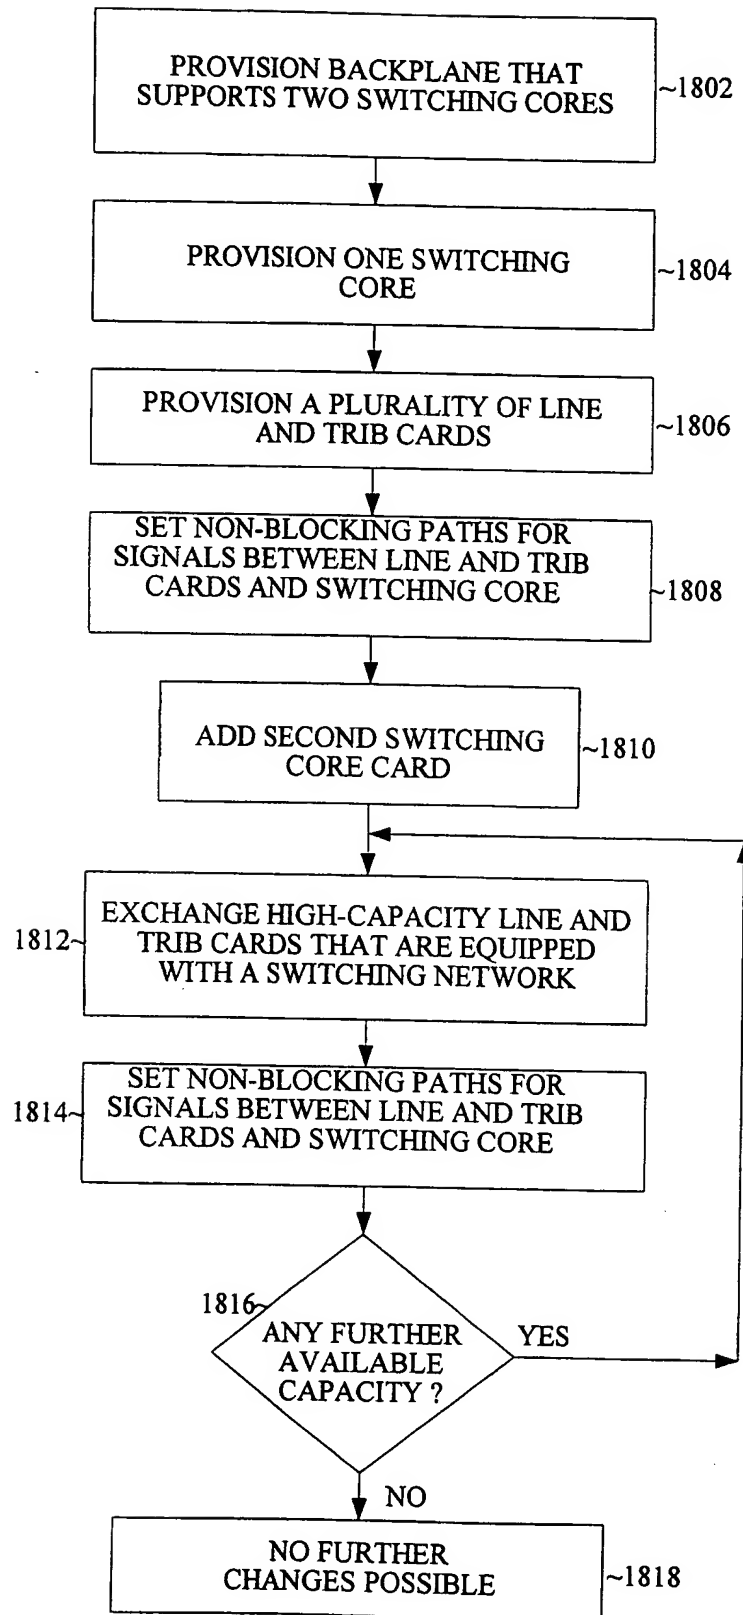 PROVISION BACKPLANE THAT
SUPPORTS TWO SWITCHING CORES
~1802
PROVISION ONE SWITCHING
CORE
~1804
PROVISION A PLURALITY OF LINE
AND TRIB CARDS
~1806
SET NON-BLOCKING PATHS FOR
SIGNALS BETWEEN LINE AND TRIB
CARDS AND SWITCHING CORE
~1808
ADD SECOND SWITCHING
CORE CARD
~1810
1812~
EXCHANGE HIGH-CAPACITY LINE AND
TRIB CARDS THAT ARE EQUIPPED
WITH A SWITCHING NETWORK
1814~
SET NON-BLOCKING PATHS FOR
SIGNALS BETWEEN LINE AND TRIB
CARDS AND SWITCHING CORE
1816~
ANY FURTHER
AVAILABLE
CAPACITY ?
YES
NO
NO FURTHER
CHANGES POSSIBLE
~1818